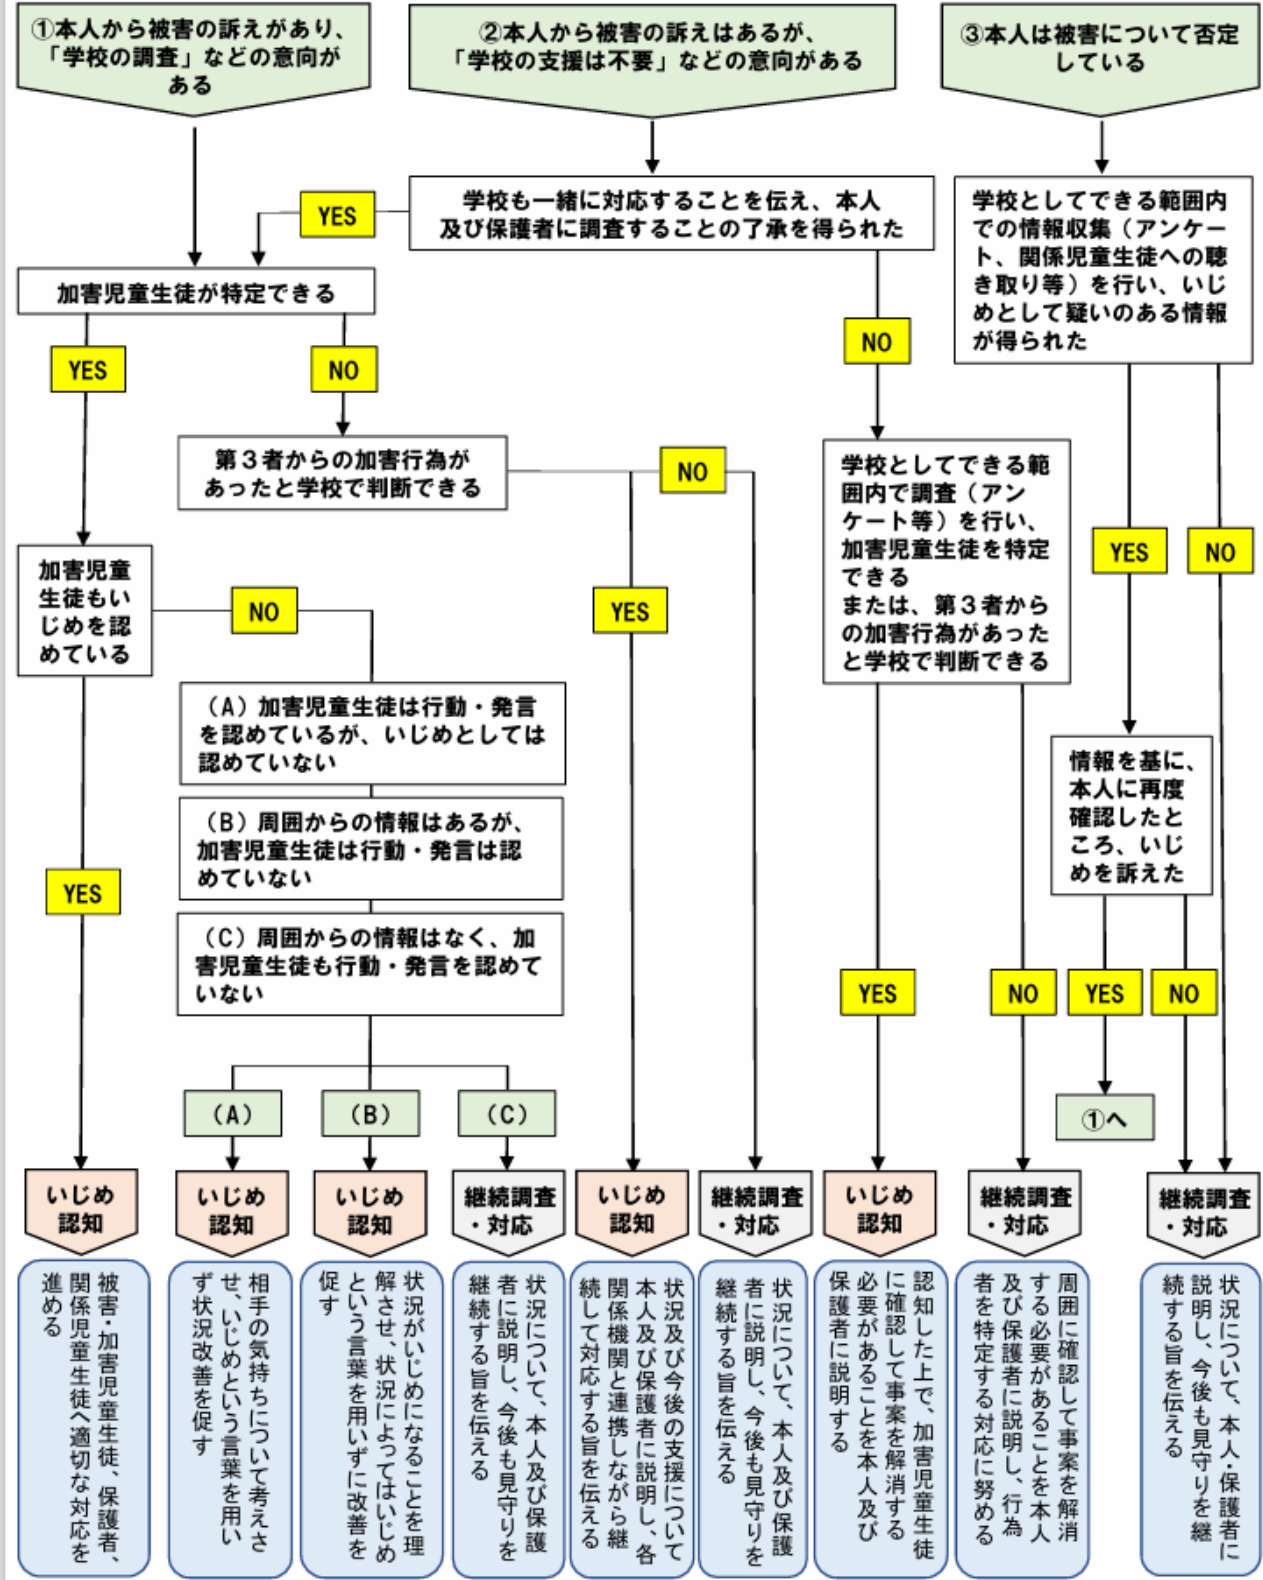 ①本人から被害の訴えがあり、
「学校の調査」などの意向が
ある
②本人から被害の訴えはあるが、
「学校の支援は不要」などの意向がある
③本人は被害について否定
している
学校も一緒に対応することを伝え、本人
及び保護者に調査することの了承を得られた
YES
学校としてできる範囲内
での情報収集（アンケー
ト、関係児童生徒への聴
き取り等）を行い、いじ
めとして疑いのある情報
が得られた
加害児童生徒が特定できる
NO
YES
NO
第３者からの加害行為が
あったと学校で判断できる
NO
学校としてできる範
囲内で調査（アン
ケート等）を行い、
加害児童生徒を特定
できる
または、第３者から
の加害行為があった
と学校で判断できる
YES
NO
加害児童
生徒もい
じめを認
めている
NO
YES
（A）加害児童生徒は行動・発言
を認めているが、いじめとしては
認めていない
（B）周囲からの情報はあるが、
加害児童生徒は行動・発言は認
めていない
（C）周囲からの情報はなく、加
害児童生徒も行動・発言を認めて
いない
情報を基に、
本人に再度
確認したと
ころ、いじ
めを訴えた
YES
YES
NO
YES
NO
（A）
（B）
（C）
①へ
いじめ
認知
いじめ
認知
いじめ
認知
継続調査
・対応
いじめ
認知
継続調査
・対応
いじめ
認知
継続調査
・対応
継続調査
・対応
被害・加害児童生徒、保護者、
関係児童生徒へ適切な対応を
進める
相手の気持ちについて考えさ
せ、いじめという言葉を用い
ず状況改善を促す
状況がいじめになることを理
解させ、状況によってはいじめ
という言葉を用いずに改善を
促す
状況について、本人及び保護
者に説明し、今後も見守りを
継続する旨を伝える
状況及び今後の支援について
本人及び保護者に説明し、各
関係機関と連携しながら継
続して対応する旨を伝える
状況について、本人及び保護
者に説明し、今後も見守りを
継続する旨を伝える
認知した上で、加害児童生徒
に確認して事案を解消する
必要があることを本人及び
保護者に説明する
周囲に確認して事案を解消
する必要があることを本人
及び保護者に説明し、行為
者を特定する対応に努める
状況について、本人・保護者に
説明し、今後も見守りを継
続する旨を伝える